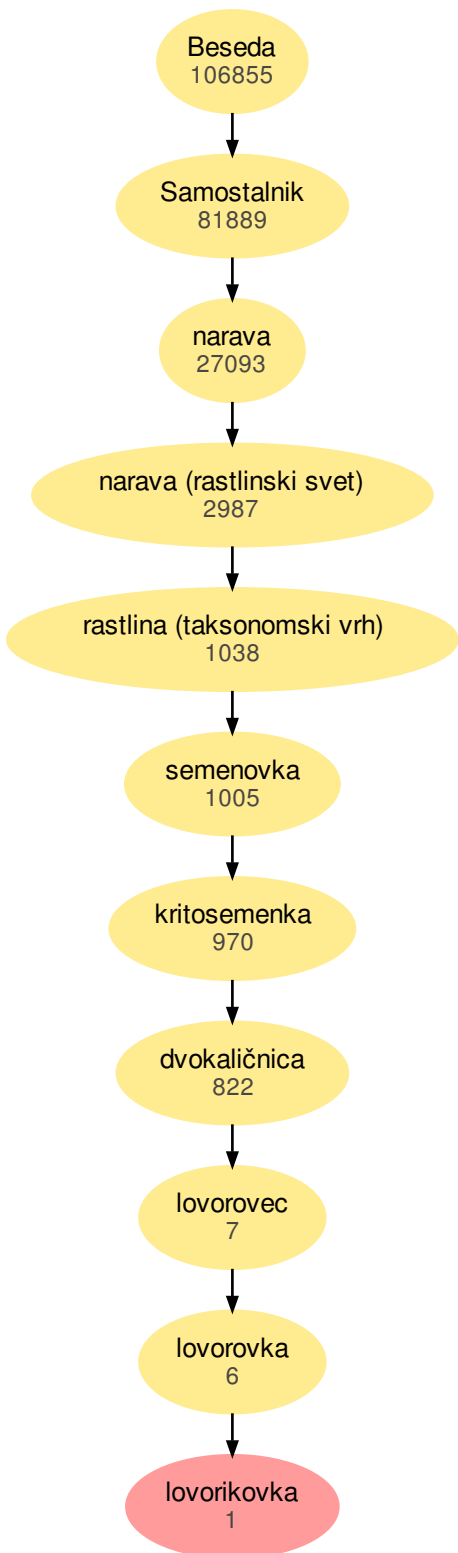 Beseda
106855
Samostalnik
81889
narava
27093
narava (rastlinski svet)
2987
rastlina (taksonomski vrh)
1038
semenovka
1005
kritosemenka
970
dvokaličnica
822
lovorovec
7
lovorovka
6
lovorikovka
1